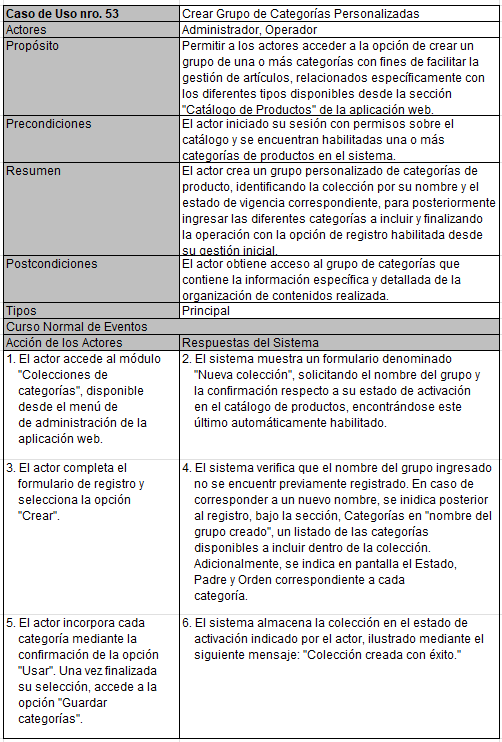 Caso de Uso nro. 53
Crear Grupo de Categorías Personalizadas
Actores
Administrador, Operador
Propósito
Permitir a los actores acceder a la opción de crear un
grupo de una o más categorías con fines de facilitar la
gestión de artículos, relacionados específicamente con
los diferentes tipos disponibles desde la sección
"Catálogo de Productos" de la aplicación web.
Precondiciones
El actor iniciado su sesión con permisos sobre el
catálogo y se encuentran habilitadas una o más
categorías de productos en el sistema.
Resumen
El actor crea un grupo personalizado de categorías de
producto, identificando la colección por su nombre y el
estado de vigencia correspondiente, para posteriormente
ingresar las diferentes categorías a incluir y finalizando
la operación con la opción de registro habilitada desde
su gestión inicial.
Postcondiciones
El actor obtiene acceso al grupo de categorías que
contiene la información específica y detallada de la
organización de contenidos realizada.
Tipos
Principal
Curso Normal de Eventos
Acción de los Actores
Respuestas del Sistema
1. El actor accede al módulo
"Colecciones de
categorías", disponible
desde el menú de
de administración de la
aplicación web.
2. El sistema muestra un formulario denominado
"Nueva colección", solicitando el nombre del grupo y
la confirmación respecto a su estado de activación
en el catálogo de productos, encontrándose este
último automáticamente habilitado.
3. El actor completa el
formulario de registro y
selecciona la opción
"Crear".
4. El sistema verifica que el nombre del grupo ingresado
no se encuentr previamente registrado. En caso de
corresponder a un nuevo nombre, se inidica posterior
al registro, bajo la sección, Categorías en "nombre del
grupo creado", un listado de las categorías
disponibles a incluir dentro de la colección.
Adicionalmente, se indica en pantalla el Estado,
Padre y Orden correspondiente a cada
categoría.
5. El actor incorpora cada
categoría mediante la
confirmación de la opción
"Usar". Una vez finalizada
su selección, accede a la
opción "Guardar
categorías".
6. El sistema almacena la colección en el estado de
activación indicado por el actor, ilustrado mediante el
siguiente mensaje: "Colección creada con éxito."